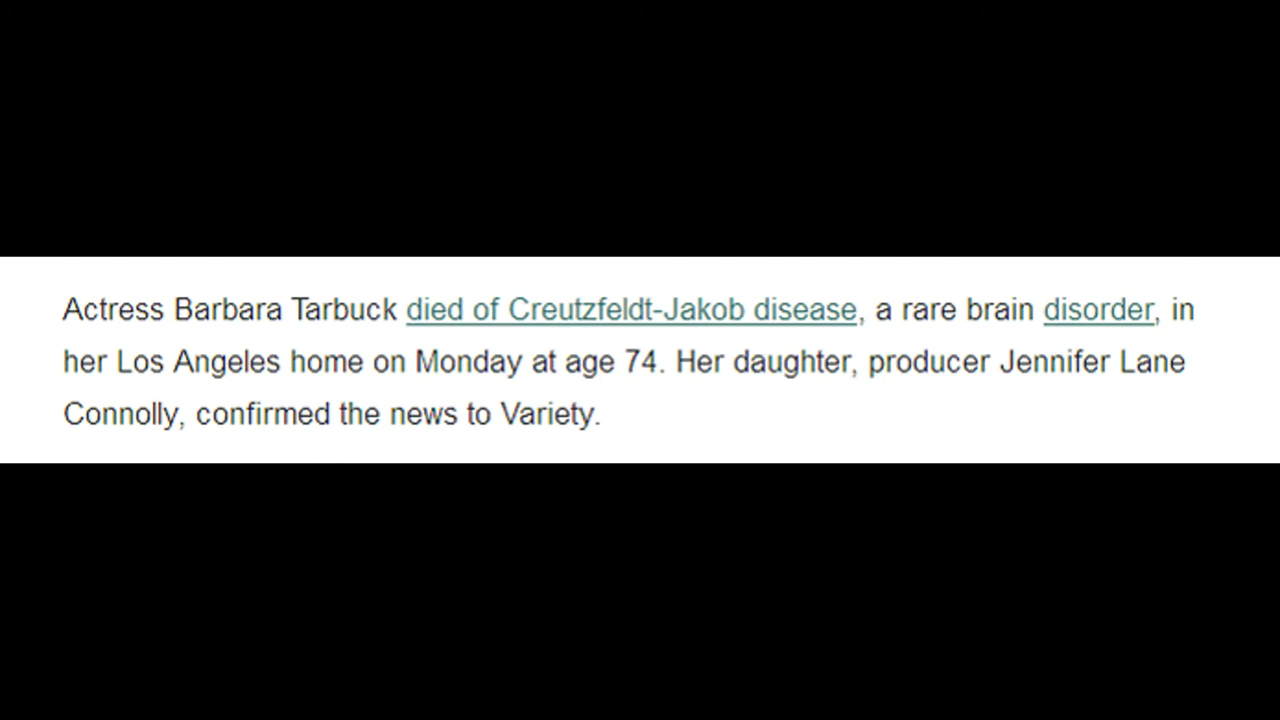 Actress Barbara Tarbuck died of Creutzfeldt-Jakob disease, a rare brain disorder, in
her Los Angeles home on Monday at age 74. Her daughter, producer Jennifer Lane
Connolly, confirmed the news to Variety.